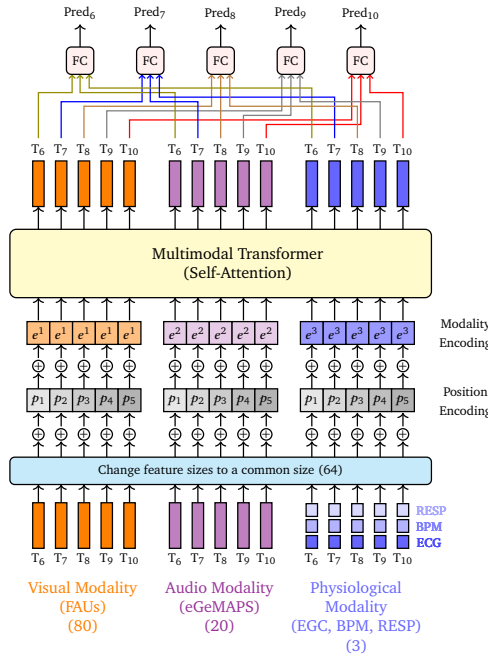 Pred6 Pred7 Pred8 Pred9 Pred10
FC FC FC FC FC
T6 T7 T8 T9 T10 T6 T7 T8 T9 T10 T6 T7 T8 T9 T10
Multimodal Transformer
(Self-Attention)
e1 e1 e1 e1 e1 e2 e2 e2 e2 e2 e3 e3 e3 e3 e3
Modality
Encoding
p1 p2 p3 p4 p5 p1 p2 p3 p4 p5 p1 p2 p3 p4 p5
Position
Encoding
Change feature sizes to a common size (64)
RESP
BPM
ECG
T6 T7 T8 T9 T10 T6 T7 T8 T9 T10 T6 T7 T8 T9 T10
Visual Modality
(FAUs)
(80)
Audio Modality
(eGeMAPS)
(20)
Physiological
Modality
(EGC, BPM, RESP)
(3)